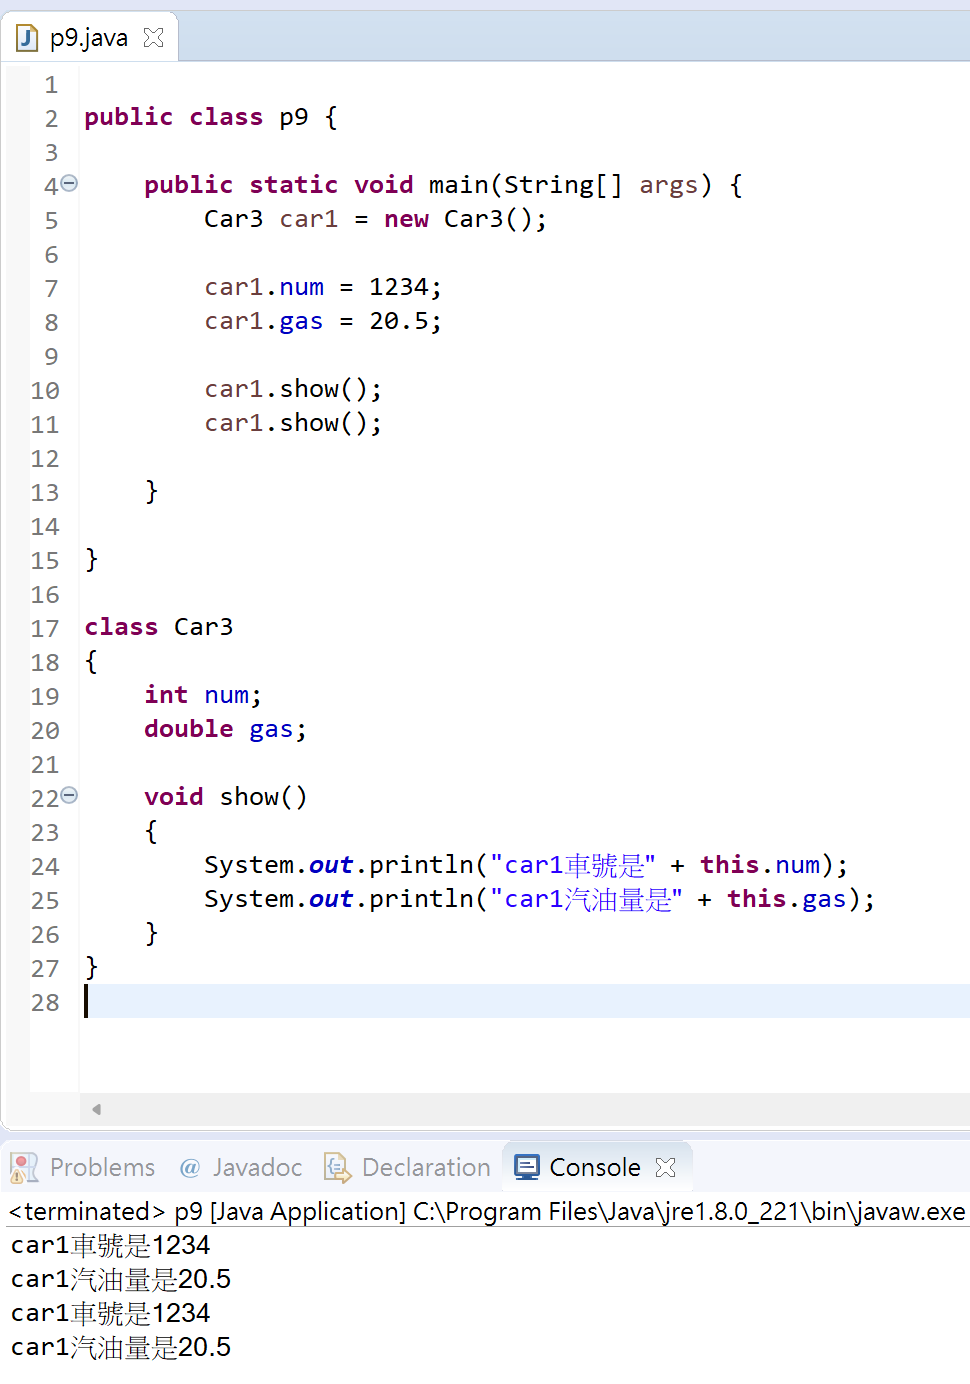 p9.java
1
2 public class p9 {
3
4 public static void main(String[] args) {
5 Car3 car1 = new Car3();
6
7 car1.num = 1234;
8 car1.gas = 20.5;
9
10 car1.show();
11 car1.show();
12
13 }
14
15 }
16
17 class Car3
18 {
19 int num;
20 double gas;
21
22 void show()
23 {
24 System.out.println("car1車號是" + this.num);
25 System.out.println("car1汽油量是" + this.gas);
26 }
27 }
28
Problems @ Javadoc Declaration Console
<terminated> p9 [Java Application] C:\Program Files\Java\jre1.8.0_221\bin\javaw.exe
car1車號是1234
car1汽油量是20.5
car1車號是1234
car1汽油量是20.5